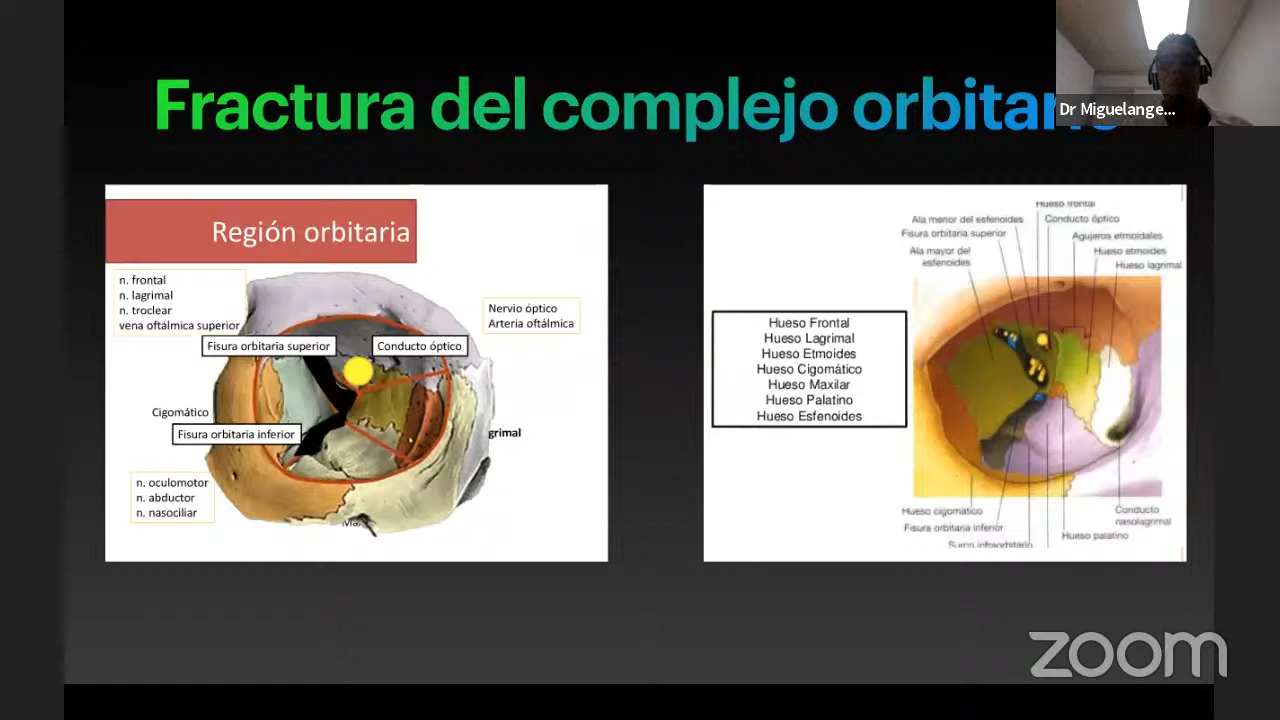 Fractura del complejo orbitario
Dr Miguelange...
Región orbitaria
n. frontal
n. lagrimal
n. troclear
vena oftálmica superior
Nervio óptico
Arteria oftálmica
Fisura orbitaria superior
Conducto óptico
Cigomático
Fisura orbitaria inferior
grimal
n. oculomotor
n. abductor
n. nasociliar
Hueso frontal
Ala menor del esfenoides
Conducto óptico
Fisura orbitaria superior
Agujeros etmoidales
Ala mayor del
esfenoides
Hueso etmoides
Hueso lagrimal
Hueso Frontal
Hueso Lagrimal
Hueso Etmoides
Hueso Cigomático
Hueso Maxilar
Hueso Palatino
Hueso Esfenoides
Hueso cigomático
Conducto
nasolagrimal
Fisura orbitaria inferior
Hueso palatino
Surco infraorbitario
zoom